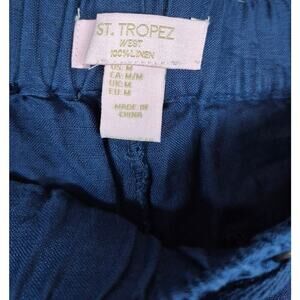 ST. TROPEZ
WEST
100% LINEN
US: M
CA: M/M
UK: M
EU: M
MADE IN
CHINA